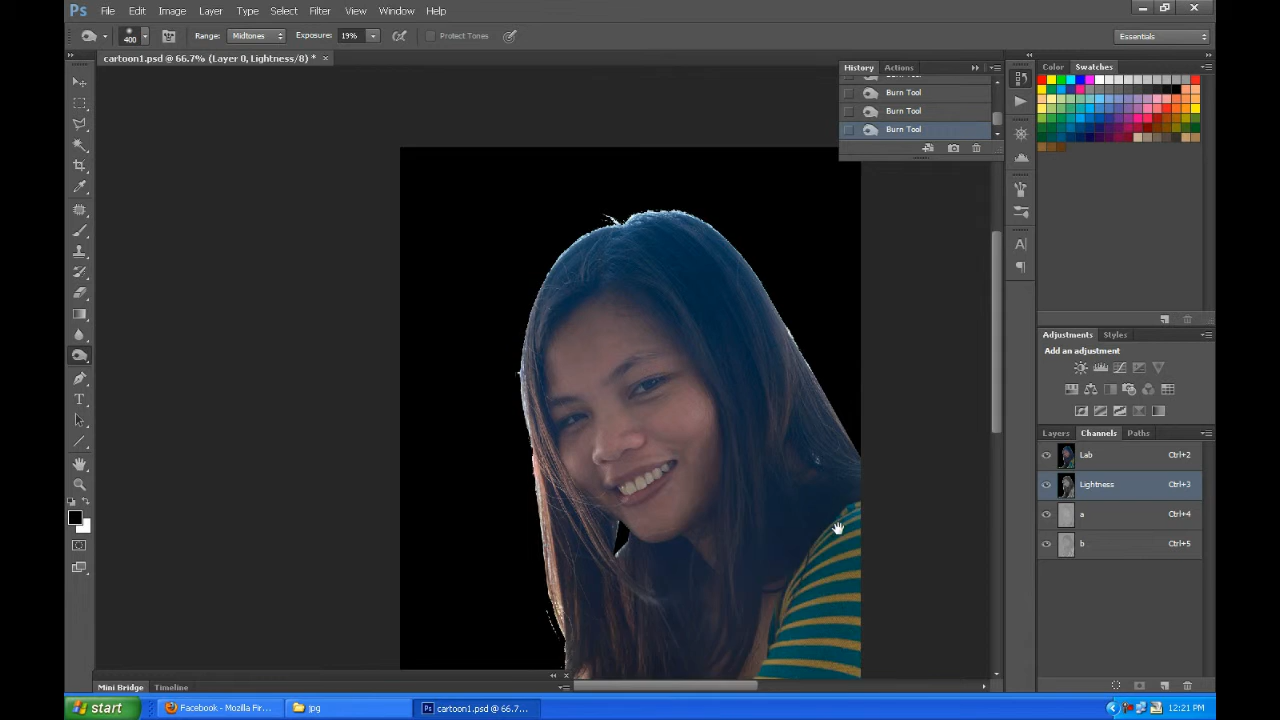 Ps File Edit Image Layer Type Select Filter View Window Help
400 Range: Midtones Exposure: 19% Protect Tones Essentials
cartoon1.psd @ 66.7% (Layer 0, Lightness/8) * ×
History Actions
Burn Tool
Burn Tool
Burn Tool
Color Swatches
Adjustments Styles
Add an adjustment
Layers Channels Paths
Lab Ctrl+2
Lightness Ctrl+3
a Ctrl+4
b Ctrl+5
Mini Bridge Timeline
start Facebook - Mozilla Fir... jpg cartoon1.psd @ 66.7... 12:21 PM